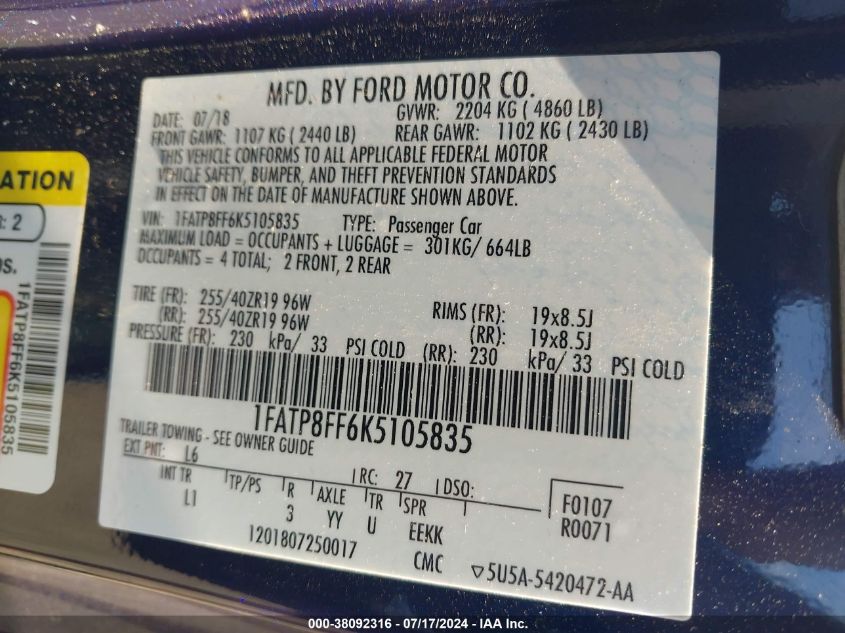 MFD. BY FORD MOTOR CO.
DATE: 07/18 GVWR: 2204 KG ( 4860 LB)
FRONT GAWR: 1107 KG ( 2440 LB) REAR GAWR: 1102 KG ( 2430 LB)
THIS VEHICLE CONFORMS TO ALL APPLICABLE FEDERAL MOTOR
VEHICLE SAFETY, BUMPER, AND THEFT PREVENTION STANDARDS
IN EFFECT ON THE DATE OF MANUFACTURE SHOWN ABOVE.
VIN: 1FATP8FF6K5105835 TYPE: Passenger Car
MAXIMUM LOAD = OCCUPANTS + LUGGAGE = 301KG/ 664LB
OCCUPANTS = 4 TOTAL; 2 FRONT, 2 REAR
TIRE (FR): 255/40ZR19 96W RIMS (FR): 19x8.5J
(RR): 255/40ZR19 96W (RR): 19x8.5J
PRESSURE (FR): 230 kPa/ 33 PSI COLD (RR): 230 kPa/ 33 PSI COLD
1FATP8FF6K5105835
TRAILER TOWING - SEE OWNER GUIDE
EXT PNT: L6 RC: 27 DSO:
INT TR TP/PS R AXLE TR SPR F0107
L1 3 YY U EEKK R0071
1201807250017 CMC ▽5U5A-5420472-AA
ATION
: 2
OS.
1FATP8FF6K5105835
000-38092316 - 07/17/2024 - IAAI.com